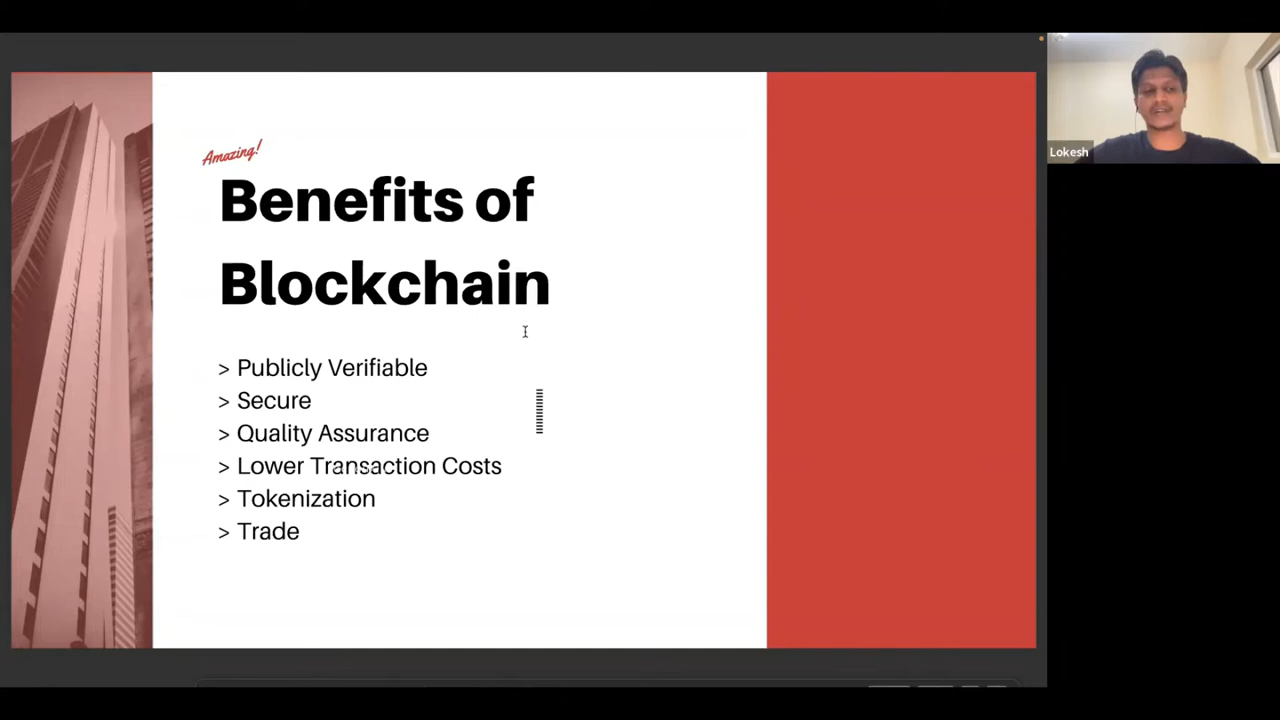 Amazing!
Benefits of
Blockchain
> Publicly Verifiable
> Secure
> Quality Assurance
> Lower Transaction Costs
> Tokenization
> Trade
Lokesh